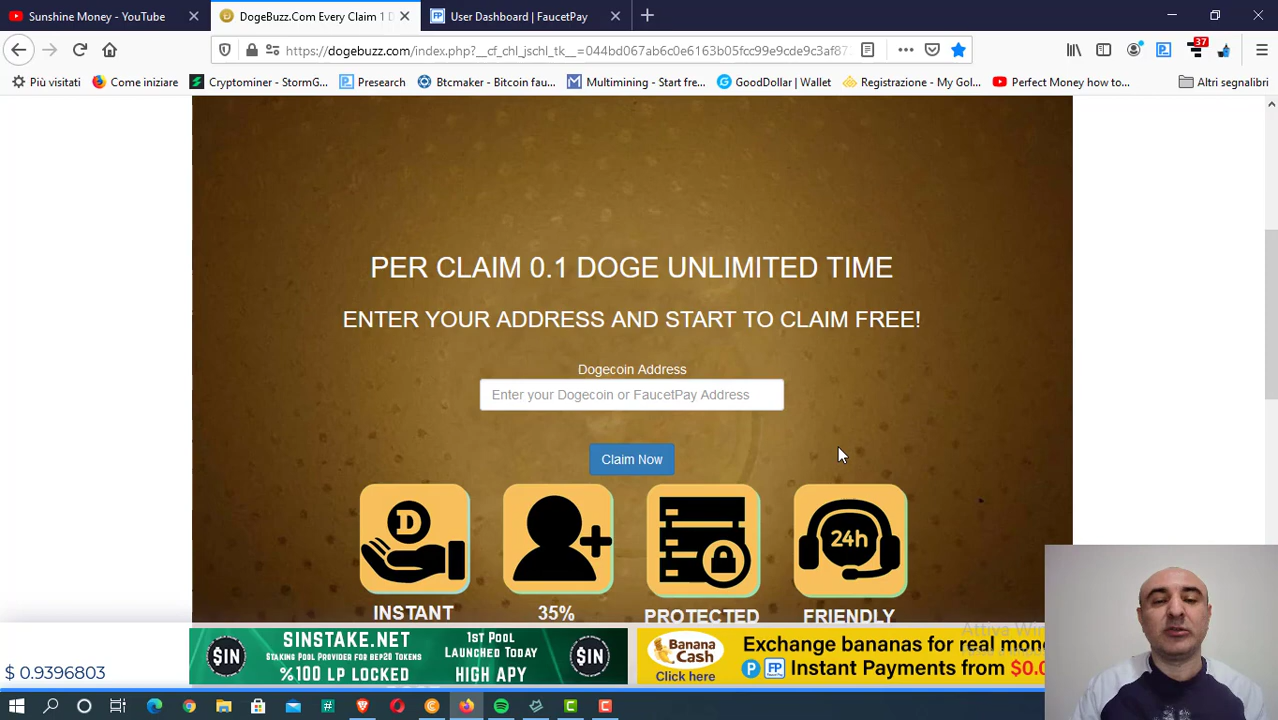 Sunshine Money - YouTube
DogeBuzz.Com Every Claim 1 D
User Dashboard | FaucetPay
https://dogebuzz.com/index.php?__cf_chl_jschl_tk__=044bd067ab6c0e6163b05fcc99e9cde9c3af87
37
Più visitati
Come iniziare
Cryptominer - StormG...
Presearch
Btcmaker - Bitcoin fau...
Multimining - Start fre...
GoodDollar | Wallet
Registrazione - My Gol...
Perfect Money how to...
Altri segnalibri
PER CLAIM 0.1 DOGE UNLIMITED TIME
ENTER YOUR ADDRESS AND START TO CLAIM FREE!
Dogecoin Address
Enter your Dogecoin or FaucetPay Address
Claim Now
24h
INSTANT
35%
PROTECTED
FRIENDLY
$IN
SINSTAKE.NET
STAKING POOL PROVIDER FOR BEP20 TOKENS
%100 LP LOCKED
1ST POOL
LAUNCHED TODAY
HIGH APY
$IN
Banana
Cash
Click here
Exchange bananas for real mone
Instant Payments from $0.0
Attiva Win
$ 0.9396803